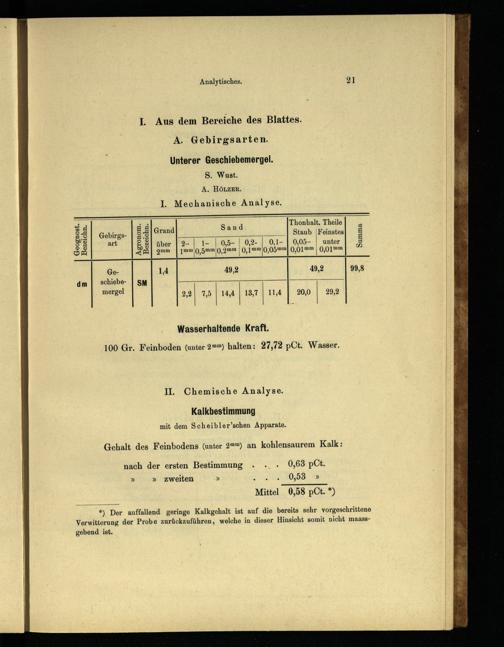 Analytisches. 21
I. Aus dem Bereiche des Blattes.
A. Gebirgsarten.
Unterer Geschiebemergel.
S. Wust.
A. HÖLZER.
I. Mechanische Analyse.
Geognost. Bezeichn. | Gebirgs-art | Agronom. Bezeichn. | Grand über 2mm | Sand | Thonhalt. Theile | Summa
2–1mm | 1–0,5mm | 0,5–0,2mm | 0,2–0,1mm | 0,1–0,05mm | Staub 0,05–0,01mm | Feinstes unter 0,01mm
dm | Ge-schiebe-mergel | SM | 1,4 | 49,2 | 49,2 | 99,8
2,2 | 7,5 | 14,4 | 13,7 | 11,4 | 20,0 | 29,2
Wasserhaltende Kraft.
100 Gr. Feinboden (unter 2mm) halten: 27,72 pCt. Wasser.
II. Chemische Analyse.
Kalkbestimmung
mit dem Scheibler'schen Apparate.
Gehalt des Feinbodens (unter 2mm) an kohlensaurem Kalk:
nach der ersten Bestimmung . . . 0,63 pCt.
» » zweiten » . . . 0,53 »
Mittel 0,58 pCt. *)
*) Der auffallend geringe Kalkgehalt ist auf die bereits sehr vorgeschrittene
Verwitterung der Probe zurückzuführen, welche in dieser Hinsicht somit nicht maass-
gebend ist.